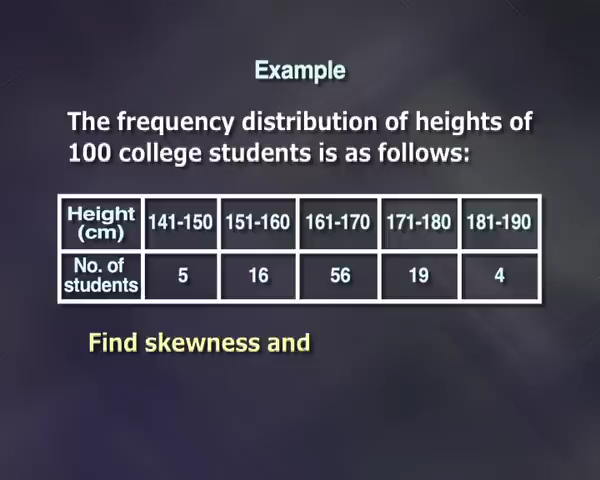 Example
The frequency distribution of heights of
100 college students is as follows:
Height (cm) 141-150 151-160 161-170 171-180 181-190
No. of students 5 16 56 19 4
Find skewness and